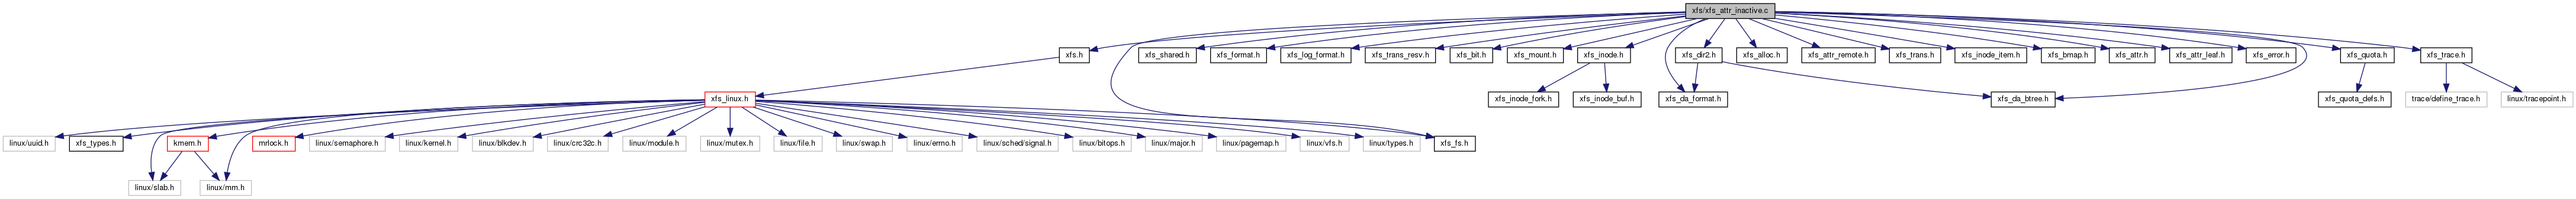 xfs/xfs_attr_inactive.c
xfs.h
xfs_shared.h
xfs_format.h
xfs_log_format.h
xfs_trans_resv.h
xfs_bit.h
xfs_mount.h
xfs_inode.h
xfs_dir2.h
xfs_alloc.h
xfs_attr_remote.h
xfs_trans.h
xfs_inode_item.h
xfs_bmap.h
xfs_attr.h
xfs_attr_leaf.h
xfs_error.h
xfs_quota.h
xfs_trace.h
xfs_linux.h
xfs_inode_fork.h
xfs_inode_buf.h
xfs_da_format.h
xfs_da_btree.h
xfs_quota_defs.h
trace/define_trace.h
linux/tracepoint.h
linux/uuid.h
xfs_types.h
kmem.h
mrlock.h
linux/semaphore.h
linux/kernel.h
linux/blkdev.h
linux/crc32c.h
linux/module.h
linux/mutex.h
linux/file.h
linux/swap.h
linux/errno.h
linux/sched/signal.h
linux/bitops.h
linux/major.h
linux/pagemap.h
linux/vfs.h
linux/types.h
xfs_fs.h
linux/slab.h
linux/mm.h